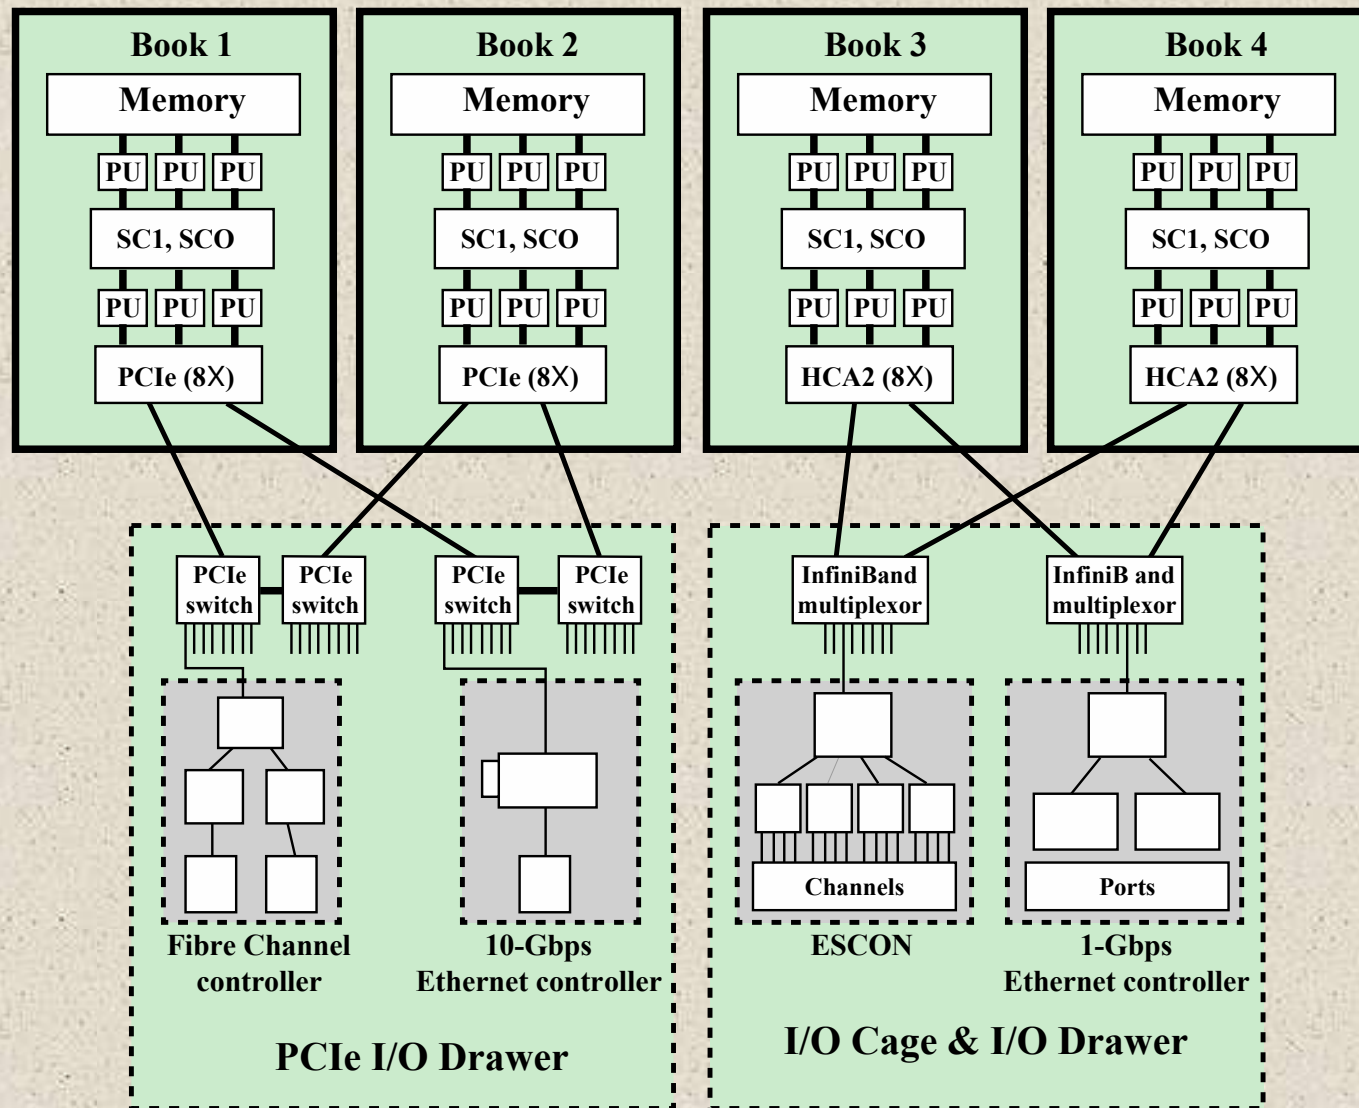 Book 1
Memory
PU PU PU
SC1, SCO
PU PU PU
PCIe (8X)
Book 2
Memory
PU PU PU
SC1, SCO
PU PU PU
PCIe (8X)
Book 3
Memory
PU PU PU
SC1, SCO
PU PU PU
HCA2 (8X)
Book 4
Memory
PU PU PU
SC1, SCO
PU PU PU
HCA2 (8X)
PCIe
switch
PCIe
switch
PCIe
switch
PCIe
switch
Fibre Channel
controller
10-Gbps
Ethernet controller
PCIe I/O Drawer
InfiniBand
multiplexor
InfiniB and
multiplexor
Channels
ESCON
Ports
1-Gbps
Ethernet controller
I/O Cage & I/O Drawer